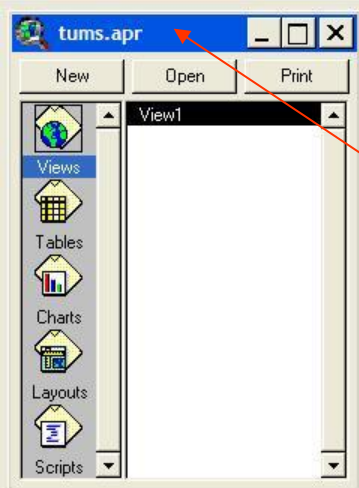 tums.apr
New Open Print
View1
Views
Tables
Charts
Layouts
Scripts